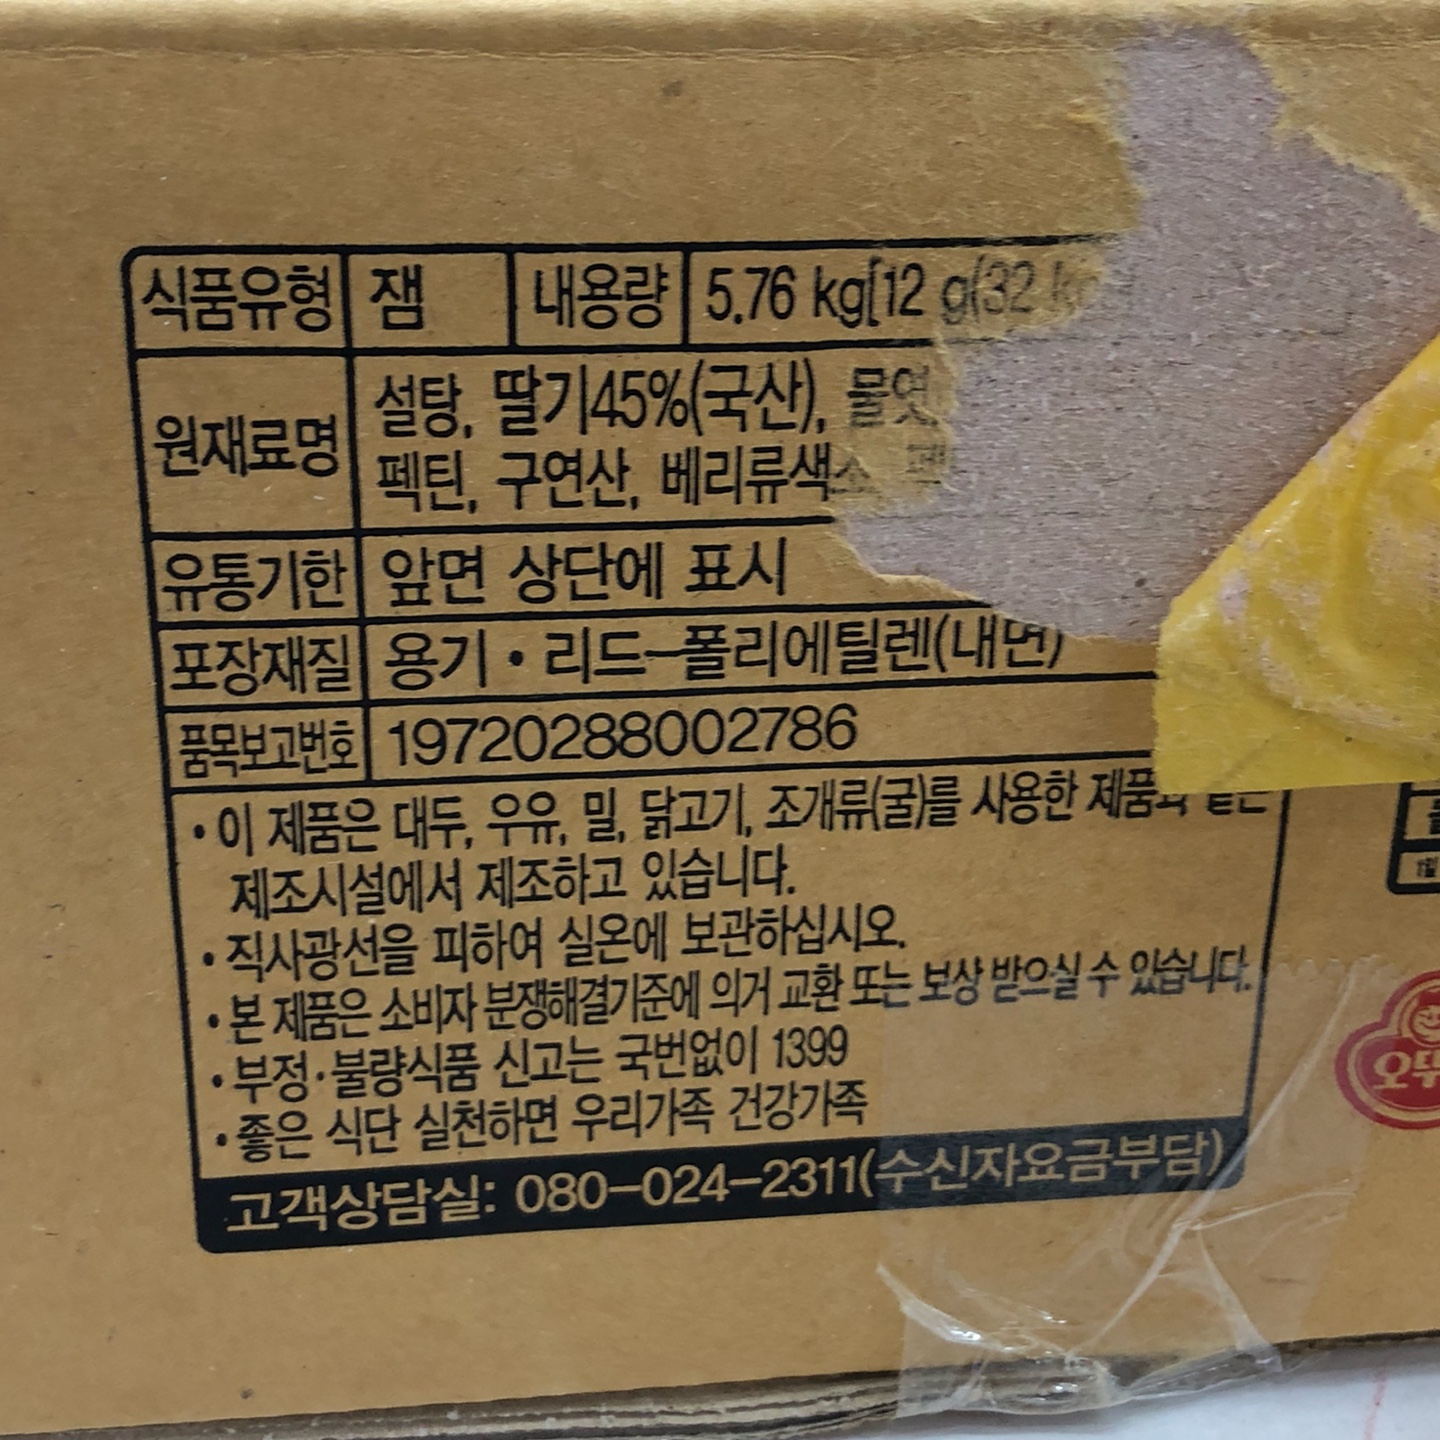 식품유형 잼 내용량 5.76 kg[12 g(32
원재료명 설탕, 딸기45%(국산), 물엿,
펙틴, 구연산, 베리류색소
유통기한 앞면 상단에 표시
포장재질 용기·리드-폴리에틸렌(내면)
품목보고번호 19720288002786
• 이 제품은 대두, 우유, 밀, 닭고기, 조개류(굴)를 사용한 제품과 같은
제조시설에서 제조하고 있습니다.
• 직사광선을 피하여 실온에 보관하십시오.
• 본 제품은 소비자 분쟁해결기준에 의거 교환 또는 보상 받으실 수 있습니다.
• 부정·불량식품 신고는 국번없이 1399
• 좋은 식단 실천하면 우리가족 건강가족
고객상담실: 080-024-2311(수신자요금부담)